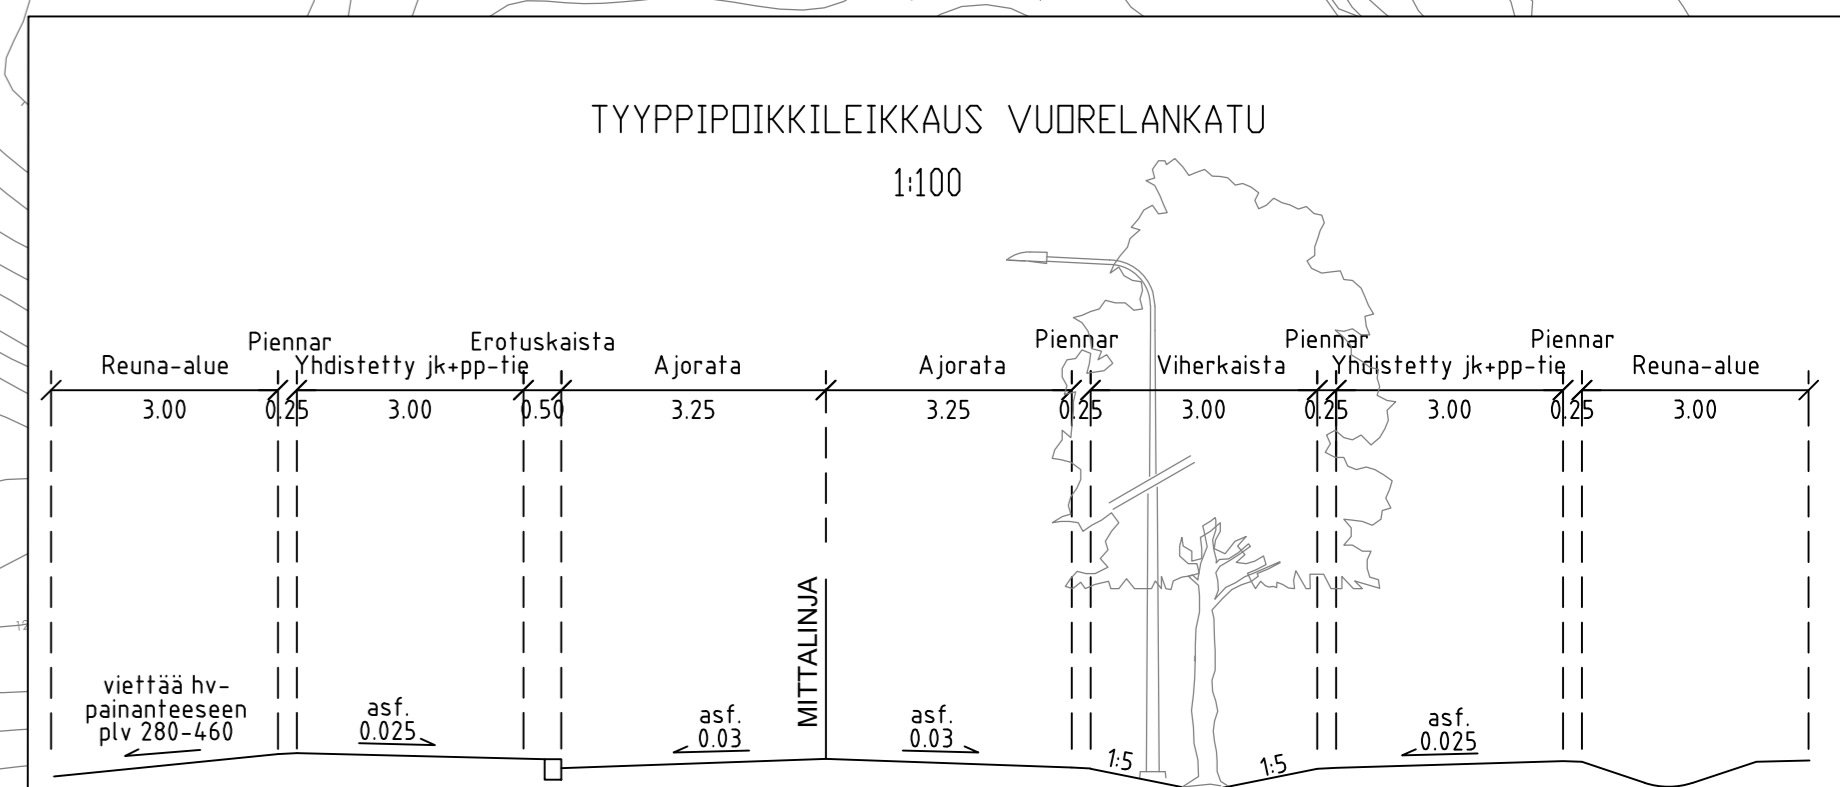 TYYPPIPOIKKILEIKKAUS VUORELANKATU
1:100
Piennar Erotuskaista Piennar Piennar Piennar
Reuna-alue Yhdistetty jk+pp-tie Ajorata Ajorata Viherkaista Yhdistetty jk+pp-tie Reuna-alue
3.00 0.25 3.00 0.50 3.25 3.25 0.25 3.00 0.25 3.00 0.25 3.00
MITTALINJA
viettää hv-
painanteeseen
plv 280-460
asf.
0.025
asf.
0.03
asf.
0.03
1:5
1:5
asf.
0.025